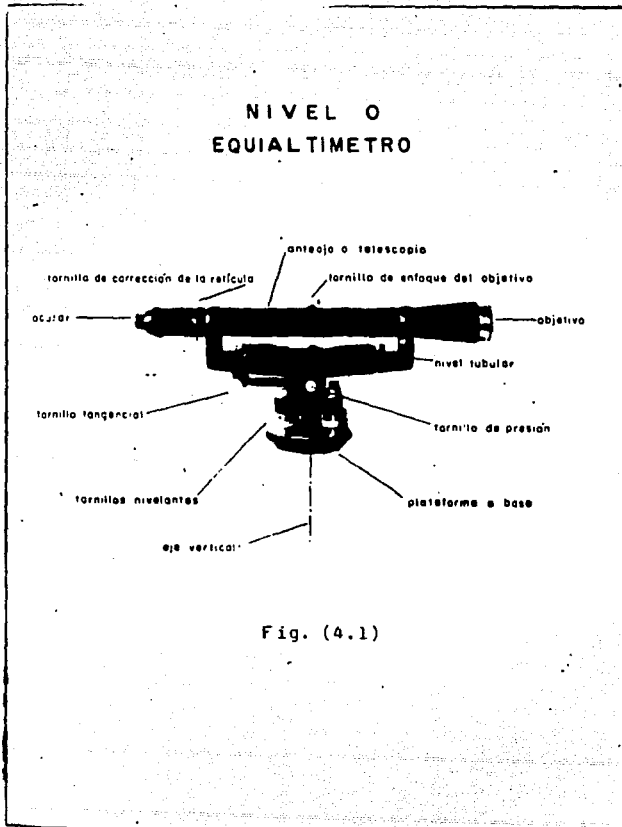 NIVEL O
EQUIALTIMETRO
anteojo o telescopio
tornillo de corrección de la retícula
tornillo de enfoque del objetivo
ocular
objetivo
nivel tubular
tornillo tangencial
tornillo de presión
tornillos nivelantes
plataforma o base
eje vertical
Fig. (4.1)